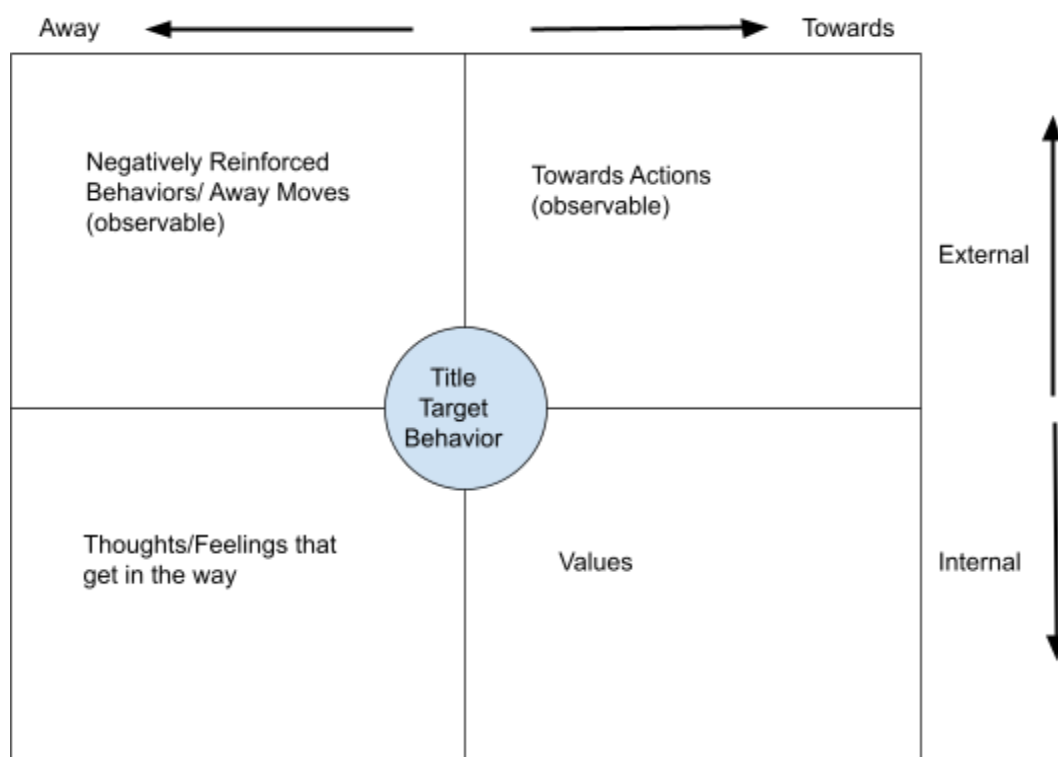 Away
Towards
Negatively Reinforced
Behaviors/ Away Moves
(observable)
Towards Actions
(observable)
External
Title
Target
Behavior
Thoughts/Feelings that
get in the way
Values
Internal